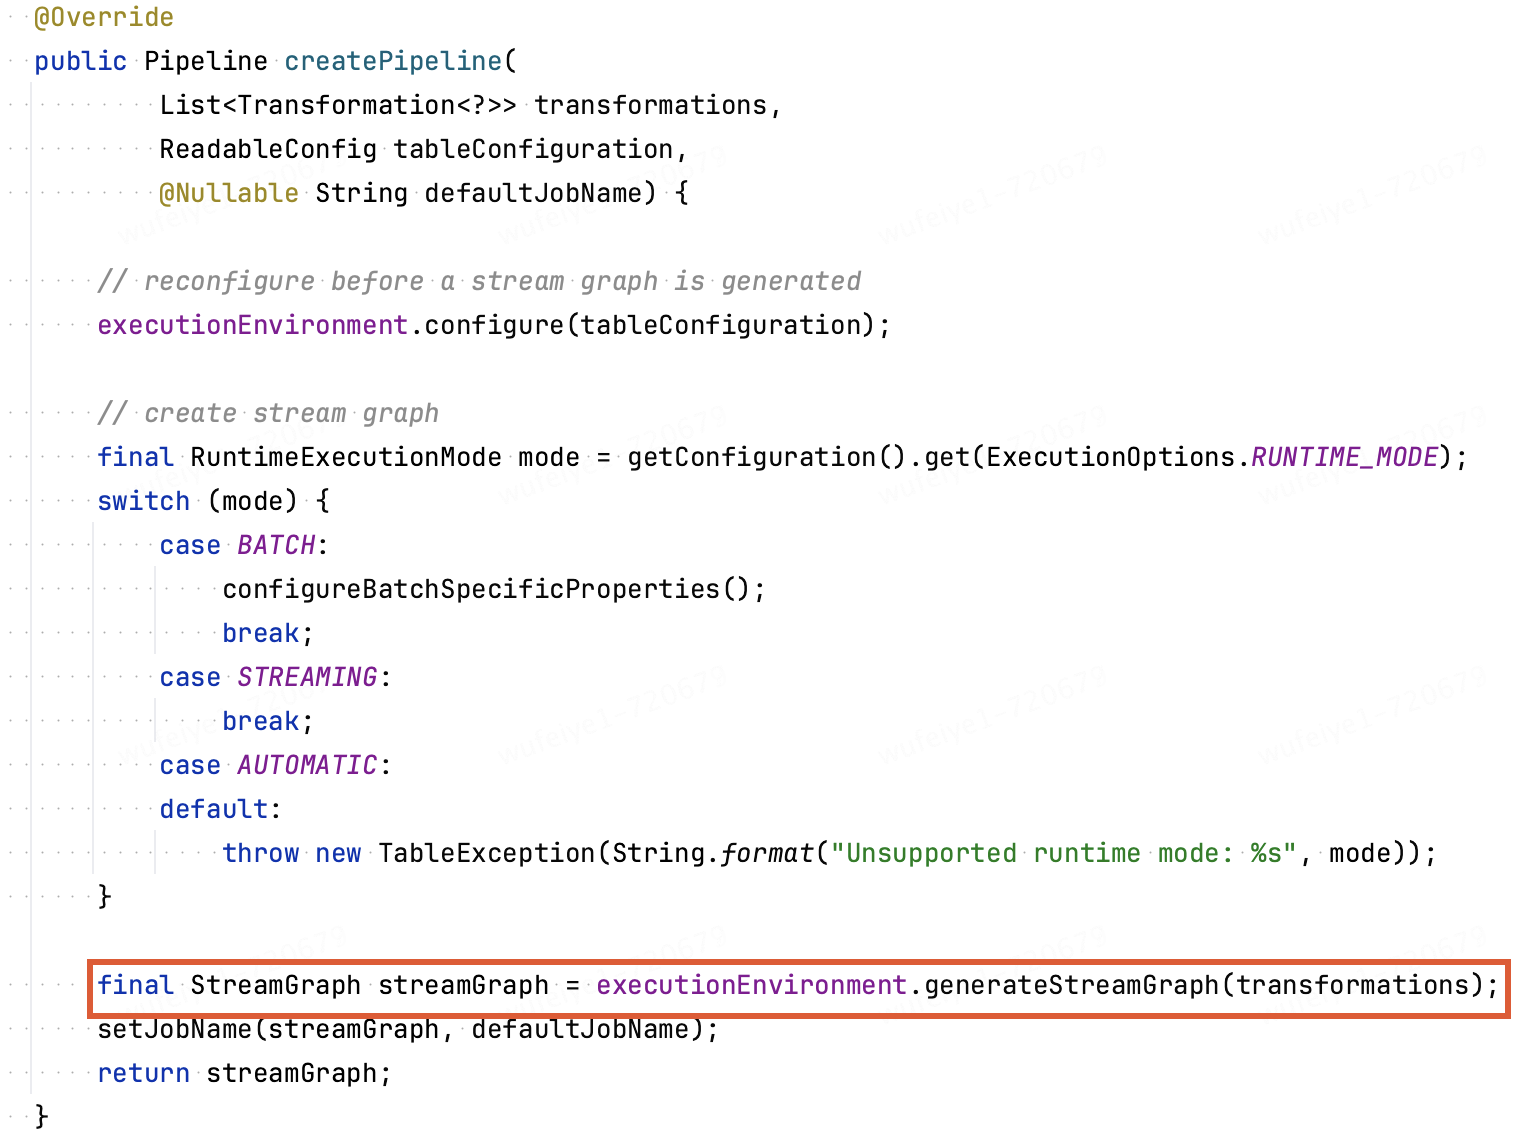 @Override
public Pipeline createPipeline(
List<Transformation<?>> transformations,
ReadableConfig tableConfiguration,
@Nullable String defaultJobName) {
// reconfigure before a stream graph is generated
executionEnvironment.configure(tableConfiguration);
// create stream graph
final RuntimeExecutionMode mode = getConfiguration().get(ExecutionOptions.RUNTIME_MODE);
switch (mode) {
case BATCH:
configureBatchSpecificProperties();
break;
case STREAMING:
break;
case AUTOMATIC:
default:
throw new TableException(String.format("Unsupported runtime mode: %s", mode));
}
final StreamGraph streamGraph = executionEnvironment.generateStreamGraph(transformations);
setJobName(streamGraph, defaultJobName);
return streamGraph;
}